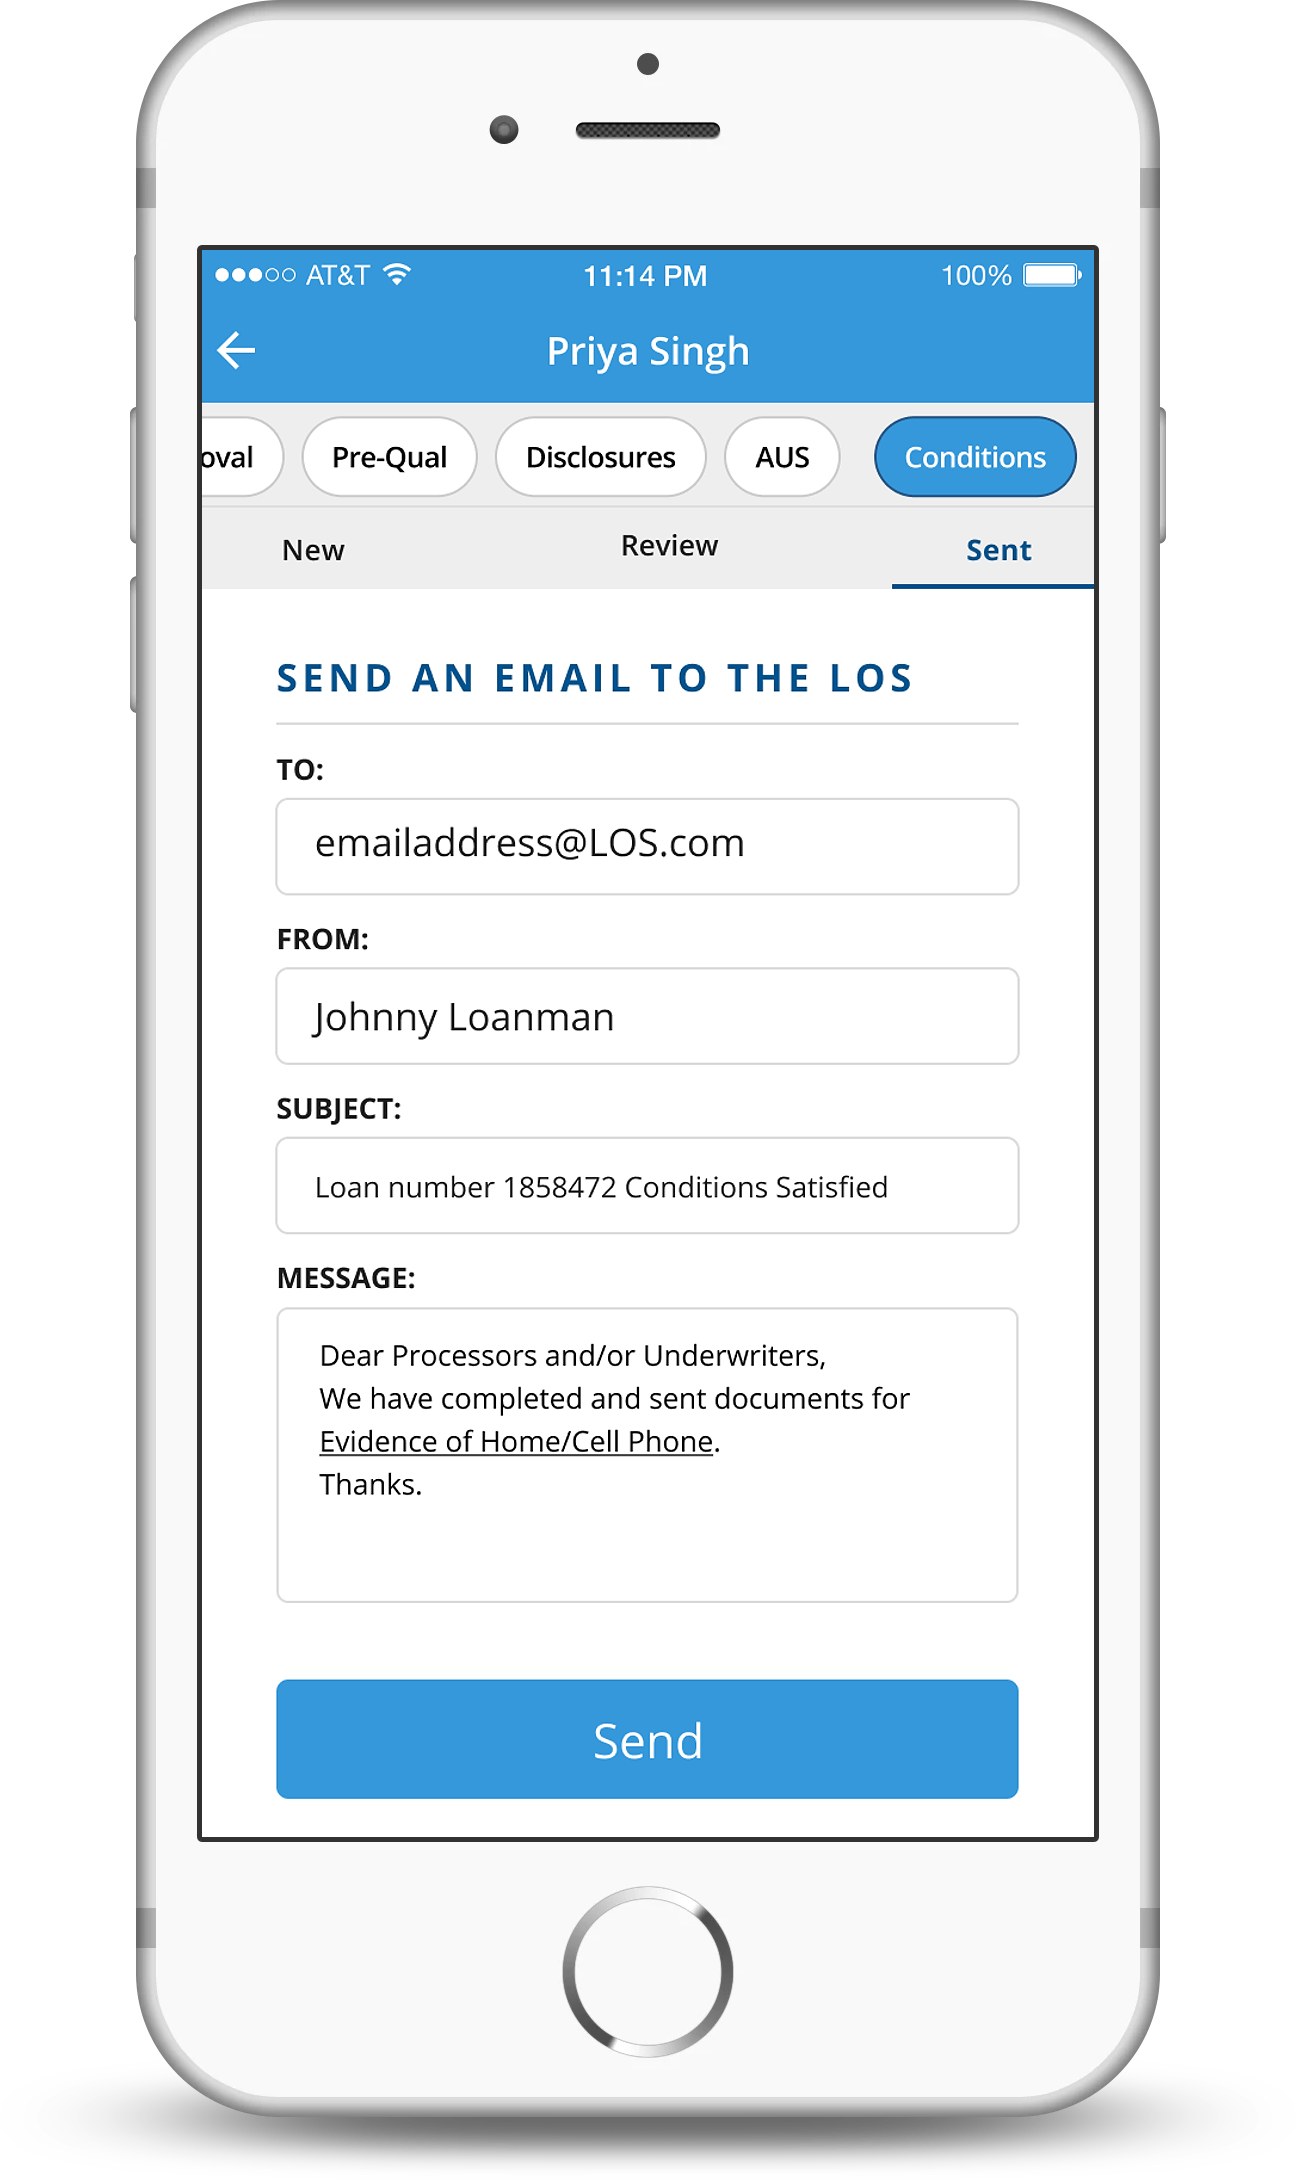 AT&T 11:14 PM 100%
Priya Singh
oval Pre-Qual Disclosures AUS Conditions
New Review Sent
SEND AN EMAIL TO THE LOS
TO:
emailaddress@LOS.com
FROM:
Johnny Loanman
SUBJECT:
Loan number 1858472 Conditions Satisfied
MESSAGE:
Dear Processors and/or Underwriters,
We have completed and sent documents for
Evidence of Home/Cell Phone.
Thanks.
Send